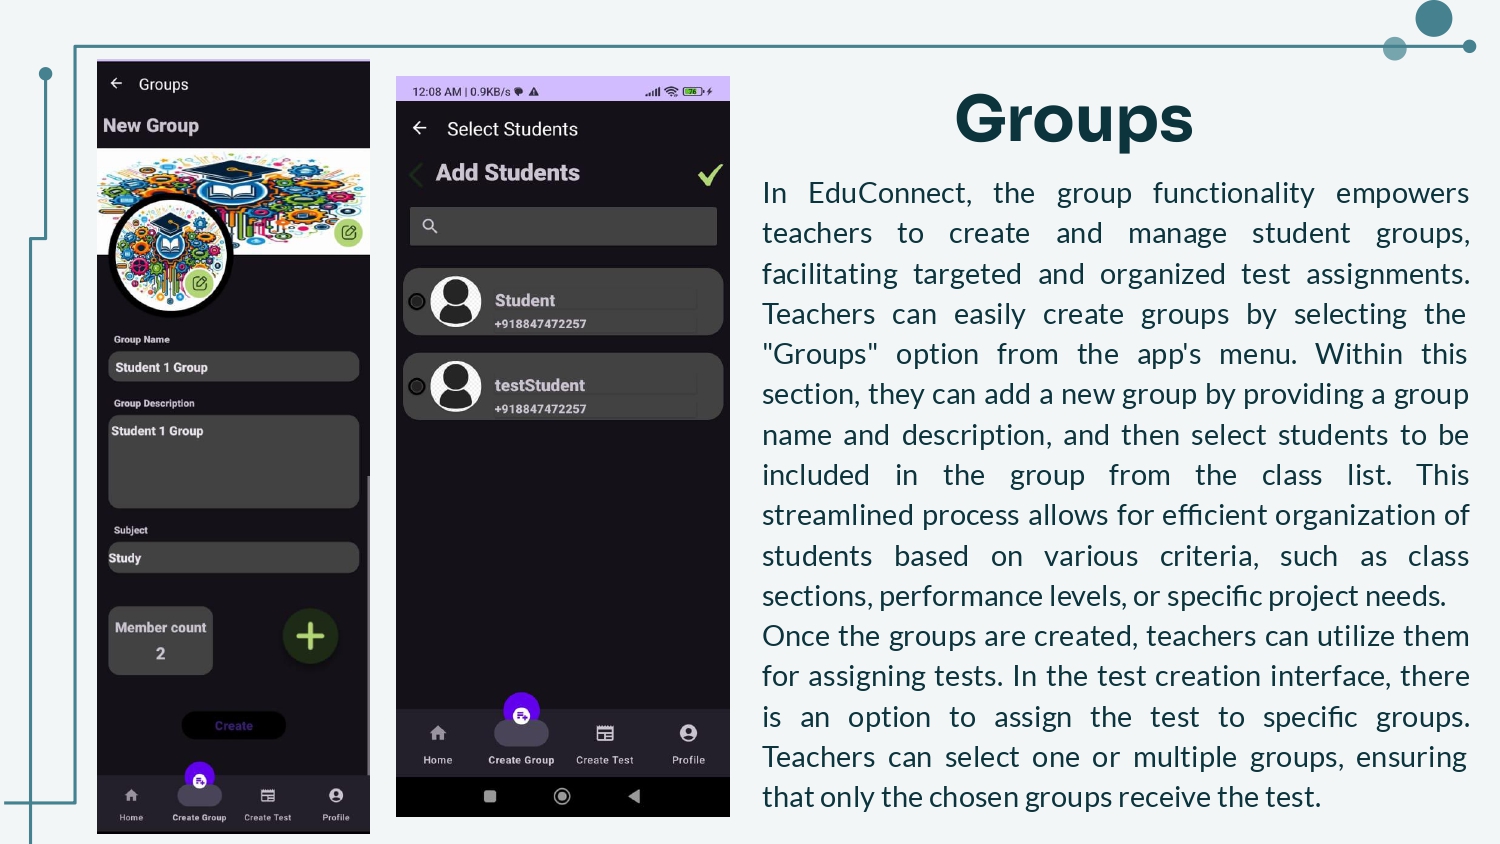 Groups
New Group
Group Name
Student 1 Group
Group Description
Student 1 Group
Subject
Study
Member count
2
Create
Home
Create Group
Create Test
Profile
12:08 AM | 0.9KB/s
76
Select Students
Add Students
Student
+918847472257
testStudent
+918847472257
Home
Create Group
Create Test
Profile
Groups
In EduConnect, the group functionality empowers
teachers to create and manage student groups,
facilitating targeted and organized test assignments.
Teachers can easily create groups by selecting the
"Groups" option from the app's menu. Within this
section, they can add a new group by providing a group
name and description, and then select students to be
included in the group from the class list. This
streamlined process allows for efficient organization of
students based on various criteria, such as class
sections, performance levels, or specific project needs.
Once the groups are created, teachers can utilize them
for assigning tests. In the test creation interface, there
is an option to assign the test to specific groups.
Teachers can select one or multiple groups, ensuring
that only the chosen groups receive the test.